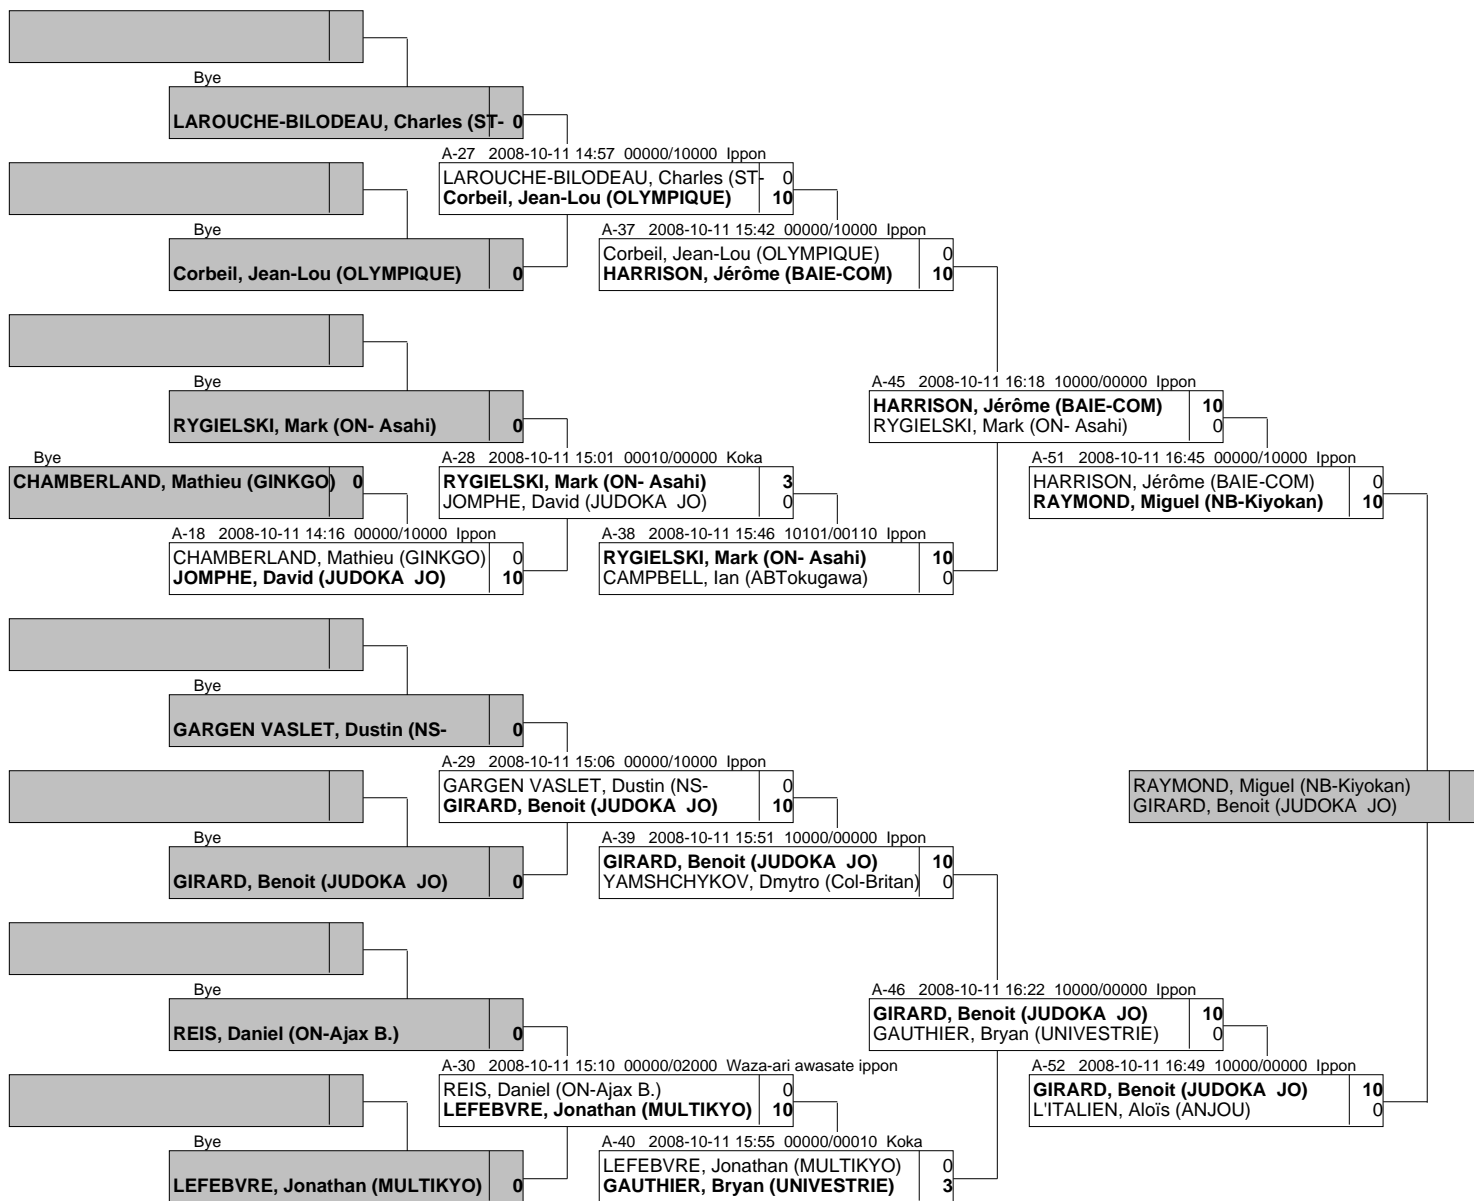 Bye
LAROUCHE-BILODEAU, Charles (ST- 0
A-27 2008-10-11 14:57 00000/10000 Ippon
LAROUCHE-BILODEAU, Charles (ST- 0
Corbeil, Jean-Lou (OLYMPIQUE) 10
Bye
Corbeil, Jean-Lou (OLYMPIQUE) 0
A-37 2008-10-11 15:42 00000/10000 Ippon
Corbeil, Jean-Lou (OLYMPIQUE) 0
HARRISON, Jérôme (BAIE-COM) 10
Bye
RYGIELSKI, Mark (ON- Asahi) 0
A-45 2008-10-11 16:18 10000/00000 Ippon
HARRISON, Jérôme (BAIE-COM) 10
RYGIELSKI, Mark (ON- Asahi) 0
Bye
CHAMBERLAND, Mathieu (GINKGO) 0
A-28 2008-10-11 15:01 00010/00000 Koka
RYGIELSKI, Mark (ON- Asahi) 3
JOMPHE, David (JUDOKA JO) 0
A-51 2008-10-11 16:45 00000/10000 Ippon
HARRISON, Jérôme (BAIE-COM) 0
RAYMOND, Miguel (NB-Kiyokan) 10
A-18 2008-10-11 14:16 00000/10000 Ippon
CHAMBERLAND, Mathieu (GINKGO) 0
JOMPHE, David (JUDOKA JO) 10
A-38 2008-10-11 15:46 10101/00110 Ippon
RYGIELSKI, Mark (ON- Asahi) 10
CAMPBELL, Ian (ABTokugawa) 0
Bye
GARGEN VASLET, Dustin (NS- 0
A-29 2008-10-11 15:06 00000/10000 Ippon
GARGEN VASLET, Dustin (NS- 0
GIRARD, Benoit (JUDOKA JO) 10
RAYMOND, Miguel (NB-Kiyokan)
GIRARD, Benoit (JUDOKA JO)
Bye
GIRARD, Benoit (JUDOKA JO) 0
A-39 2008-10-11 15:51 10000/00000 Ippon
GIRARD, Benoit (JUDOKA JO) 10
YAMSHCHYKOV, Dmytro (Col-Britan) 0
Bye
REIS, Daniel (ON-Ajax B.) 0
A-46 2008-10-11 16:22 10000/00000 Ippon
GIRARD, Benoit (JUDOKA JO) 10
GAUTHIER, Bryan (UNIVESTRIE) 0
A-30 2008-10-11 15:10 00000/02000 Waza-ari awasate ippon
REIS, Daniel (ON-Ajax B.) 0
LEFEBVRE, Jonathan (MULTIKYO) 10
A-52 2008-10-11 16:49 10000/00000 Ippon
GIRARD, Benoit (JUDOKA JO) 10
L'ITALIEN, Aloïs (ANJOU) 0
Bye
LEFEBVRE, Jonathan (MULTIKYO) 0
A-40 2008-10-11 15:55 00000/00010 Koka
LEFEBVRE, Jonathan (MULTIKYO) 0
GAUTHIER, Bryan (UNIVESTRIE) 3